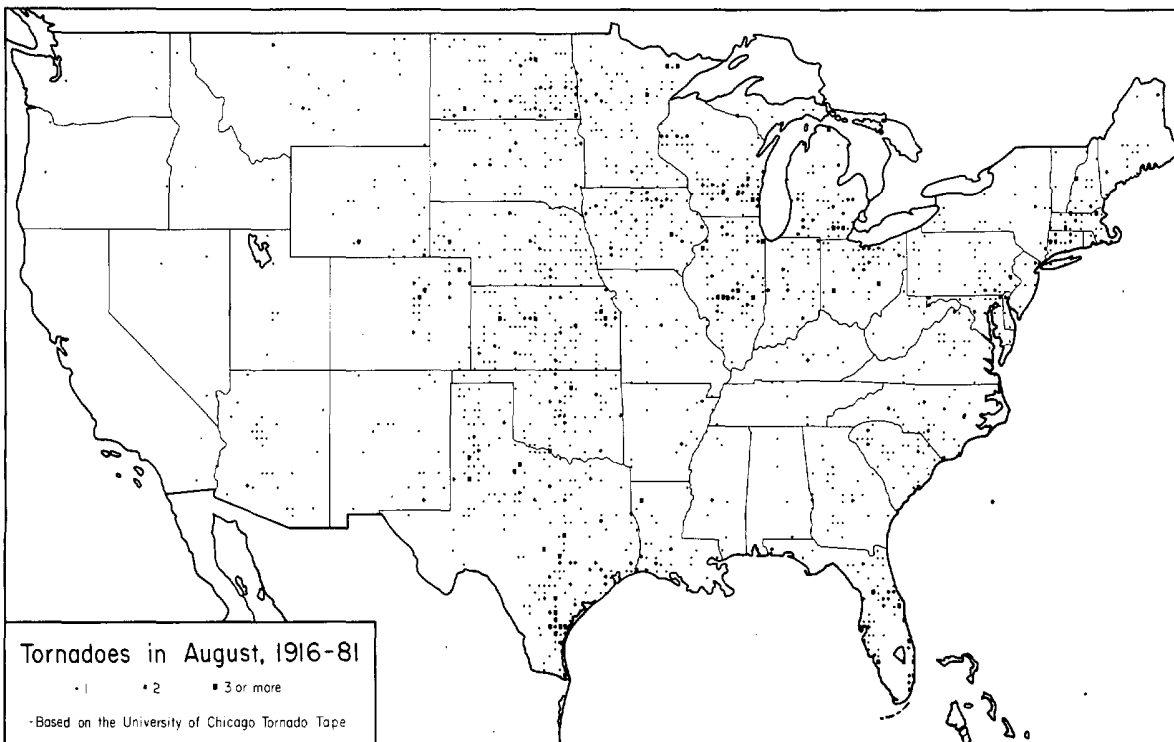 Tornadoes in August, 1916-81
· 1 ▪ 2 ■ 3 or more
-Based on the University of Chicago Tornado Tape